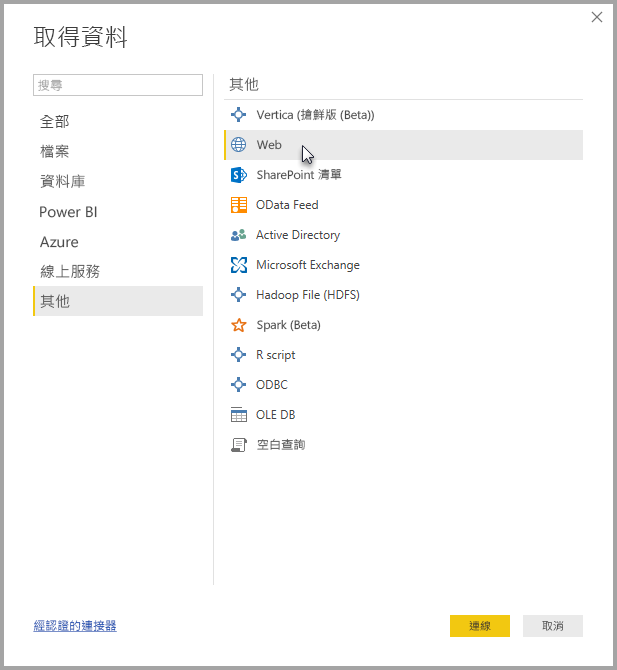 取得資料
搜尋
全部
檔案
資料庫
Power BI
Azure
線上服務
其他
其他
Vertica (搶鮮版 (Beta))
Web
SharePoint 清單
OData Feed
Active Directory
Microsoft Exchange
Hadoop File (HDFS)
Spark (Beta)
R script
ODBC
OLE DB
空白查詢
經認證的連接器
連線
取消